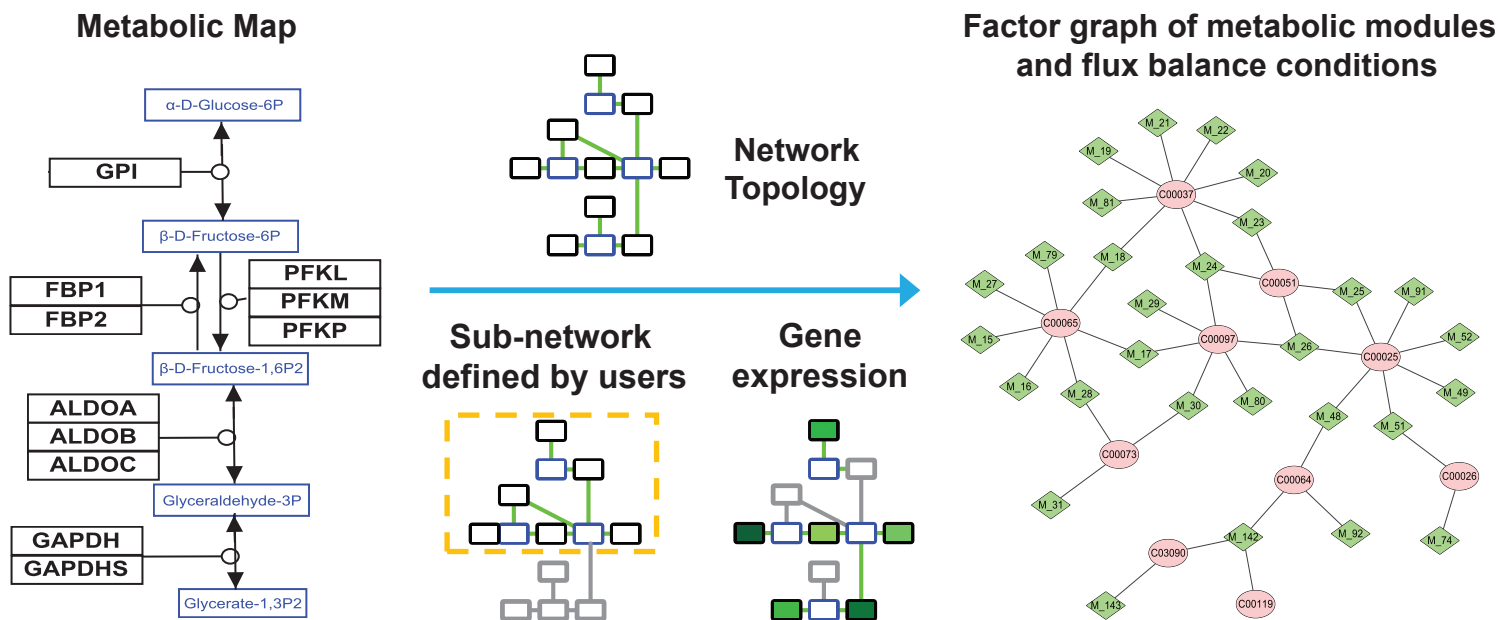 Metabolic Map
α-D-Glucose-6P
GPI
β-D-Fructose-6P
FBP1
FBP2
PFKL
PFKM
PFKP
β-D-Fructose-1,6P2
ALDOA
ALDOB
ALDOC
Glyceraldehyde-3P
GAPDH
GAPDHS
Glycerate-1,3P2
Network
Topology
Sub-network
defined by users
Gene
expression
Factor graph of metabolic modules
and flux balance conditions
M_21
M_22
M_19
M_20
C00037
M_81
M_23
M_79
M_18
M_24
M_27
C00051
M_25
M_91
M_29
C00065
M_15
C00097
M_52
M_17
M_26
C00025
M_16
M_28
M_49
M_30
M_80
M_48
M_51
C00073
C00064
C00026
M_31
M_142
M_92
M_74
C03090
M_143
C00119